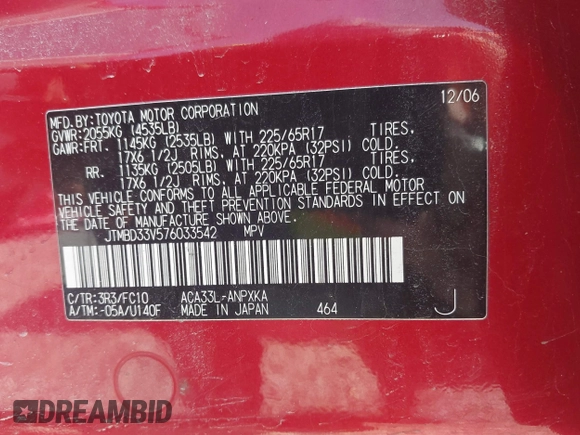 MFD.BY:TOYOTA MOTOR CORPORATION 12/06
GVWR:2055KG (4535LB)
GAWR:FRT. 1145KG (2535LB) WITH 225/65R17 TIRES,
17X6 1/2J RIMS, AT 220KPA (32PSI) COLD.
RR. 1135KG (2505LB) WITH 225/65R17 TIRES,
17X6 1/2J RIMS, AT 220KPA (32PSI) COLD.
THIS VEHICLE CONFORMS TO ALL APPLICABLE FEDERAL MOTOR
VEHICLE SAFETY AND THEFT PREVENTION STANDARDS IN EFFECT ON
THE DATE OF MANUFACTURE SHOWN ABOVE.
JTMBD33V576033542 MPV
C/TR:3R3/FC10 ACA33L-ANPXKA
A/TM:-05A/U140F MADE IN JAPAN 464 J
DREAMBID